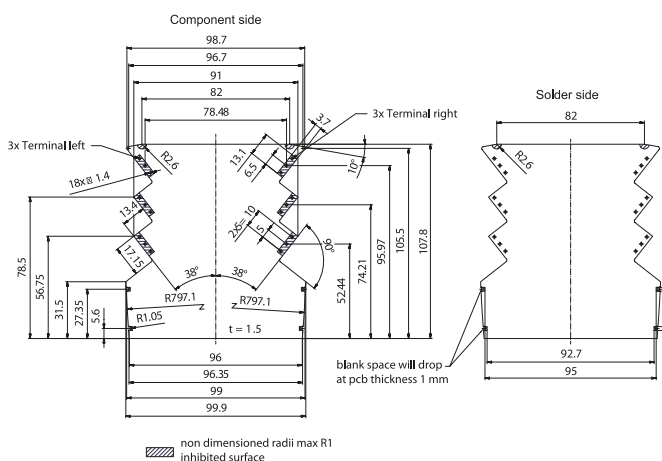 Component side
98.7
96.7
91
82
78.48
3x Terminal left
3x Terminal right
R2.6
18x⌀ 1.4
13.4
17.15
13.1
6.5
3.7
10°
2x5= 10
5
90°
38°
38°
R797.1
R797.1
z
z
R1.05
t = 1.5
78.5
56.75
31.5
27.35
5.6
52.44
74.21
95.97
105.5
107.8
96
96.35
99
99.9
Solder side
82
R2.6
92.7
95
blank space will drop
at pcb thickness 1 mm
non dimensioned radii max R1
inhibited surface